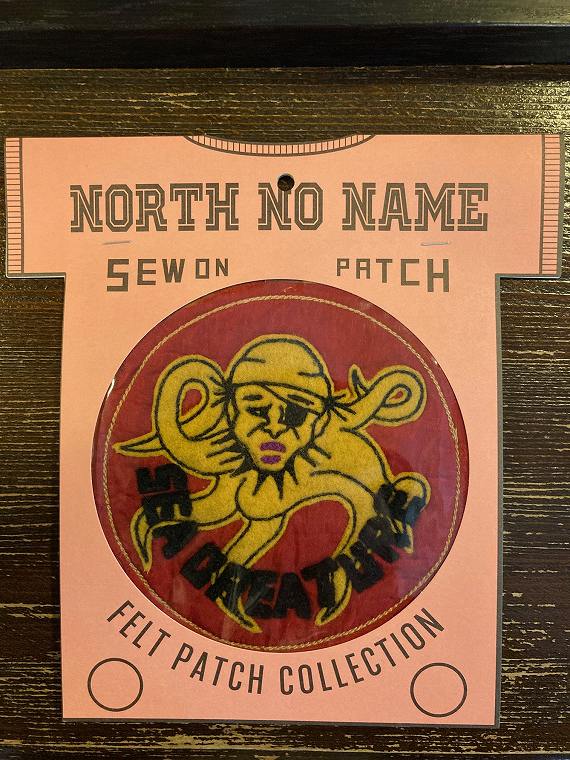 NORTH NO NAME
SEW ON PATCH
SEA CREATURE
FELT PATCH COLLECTION